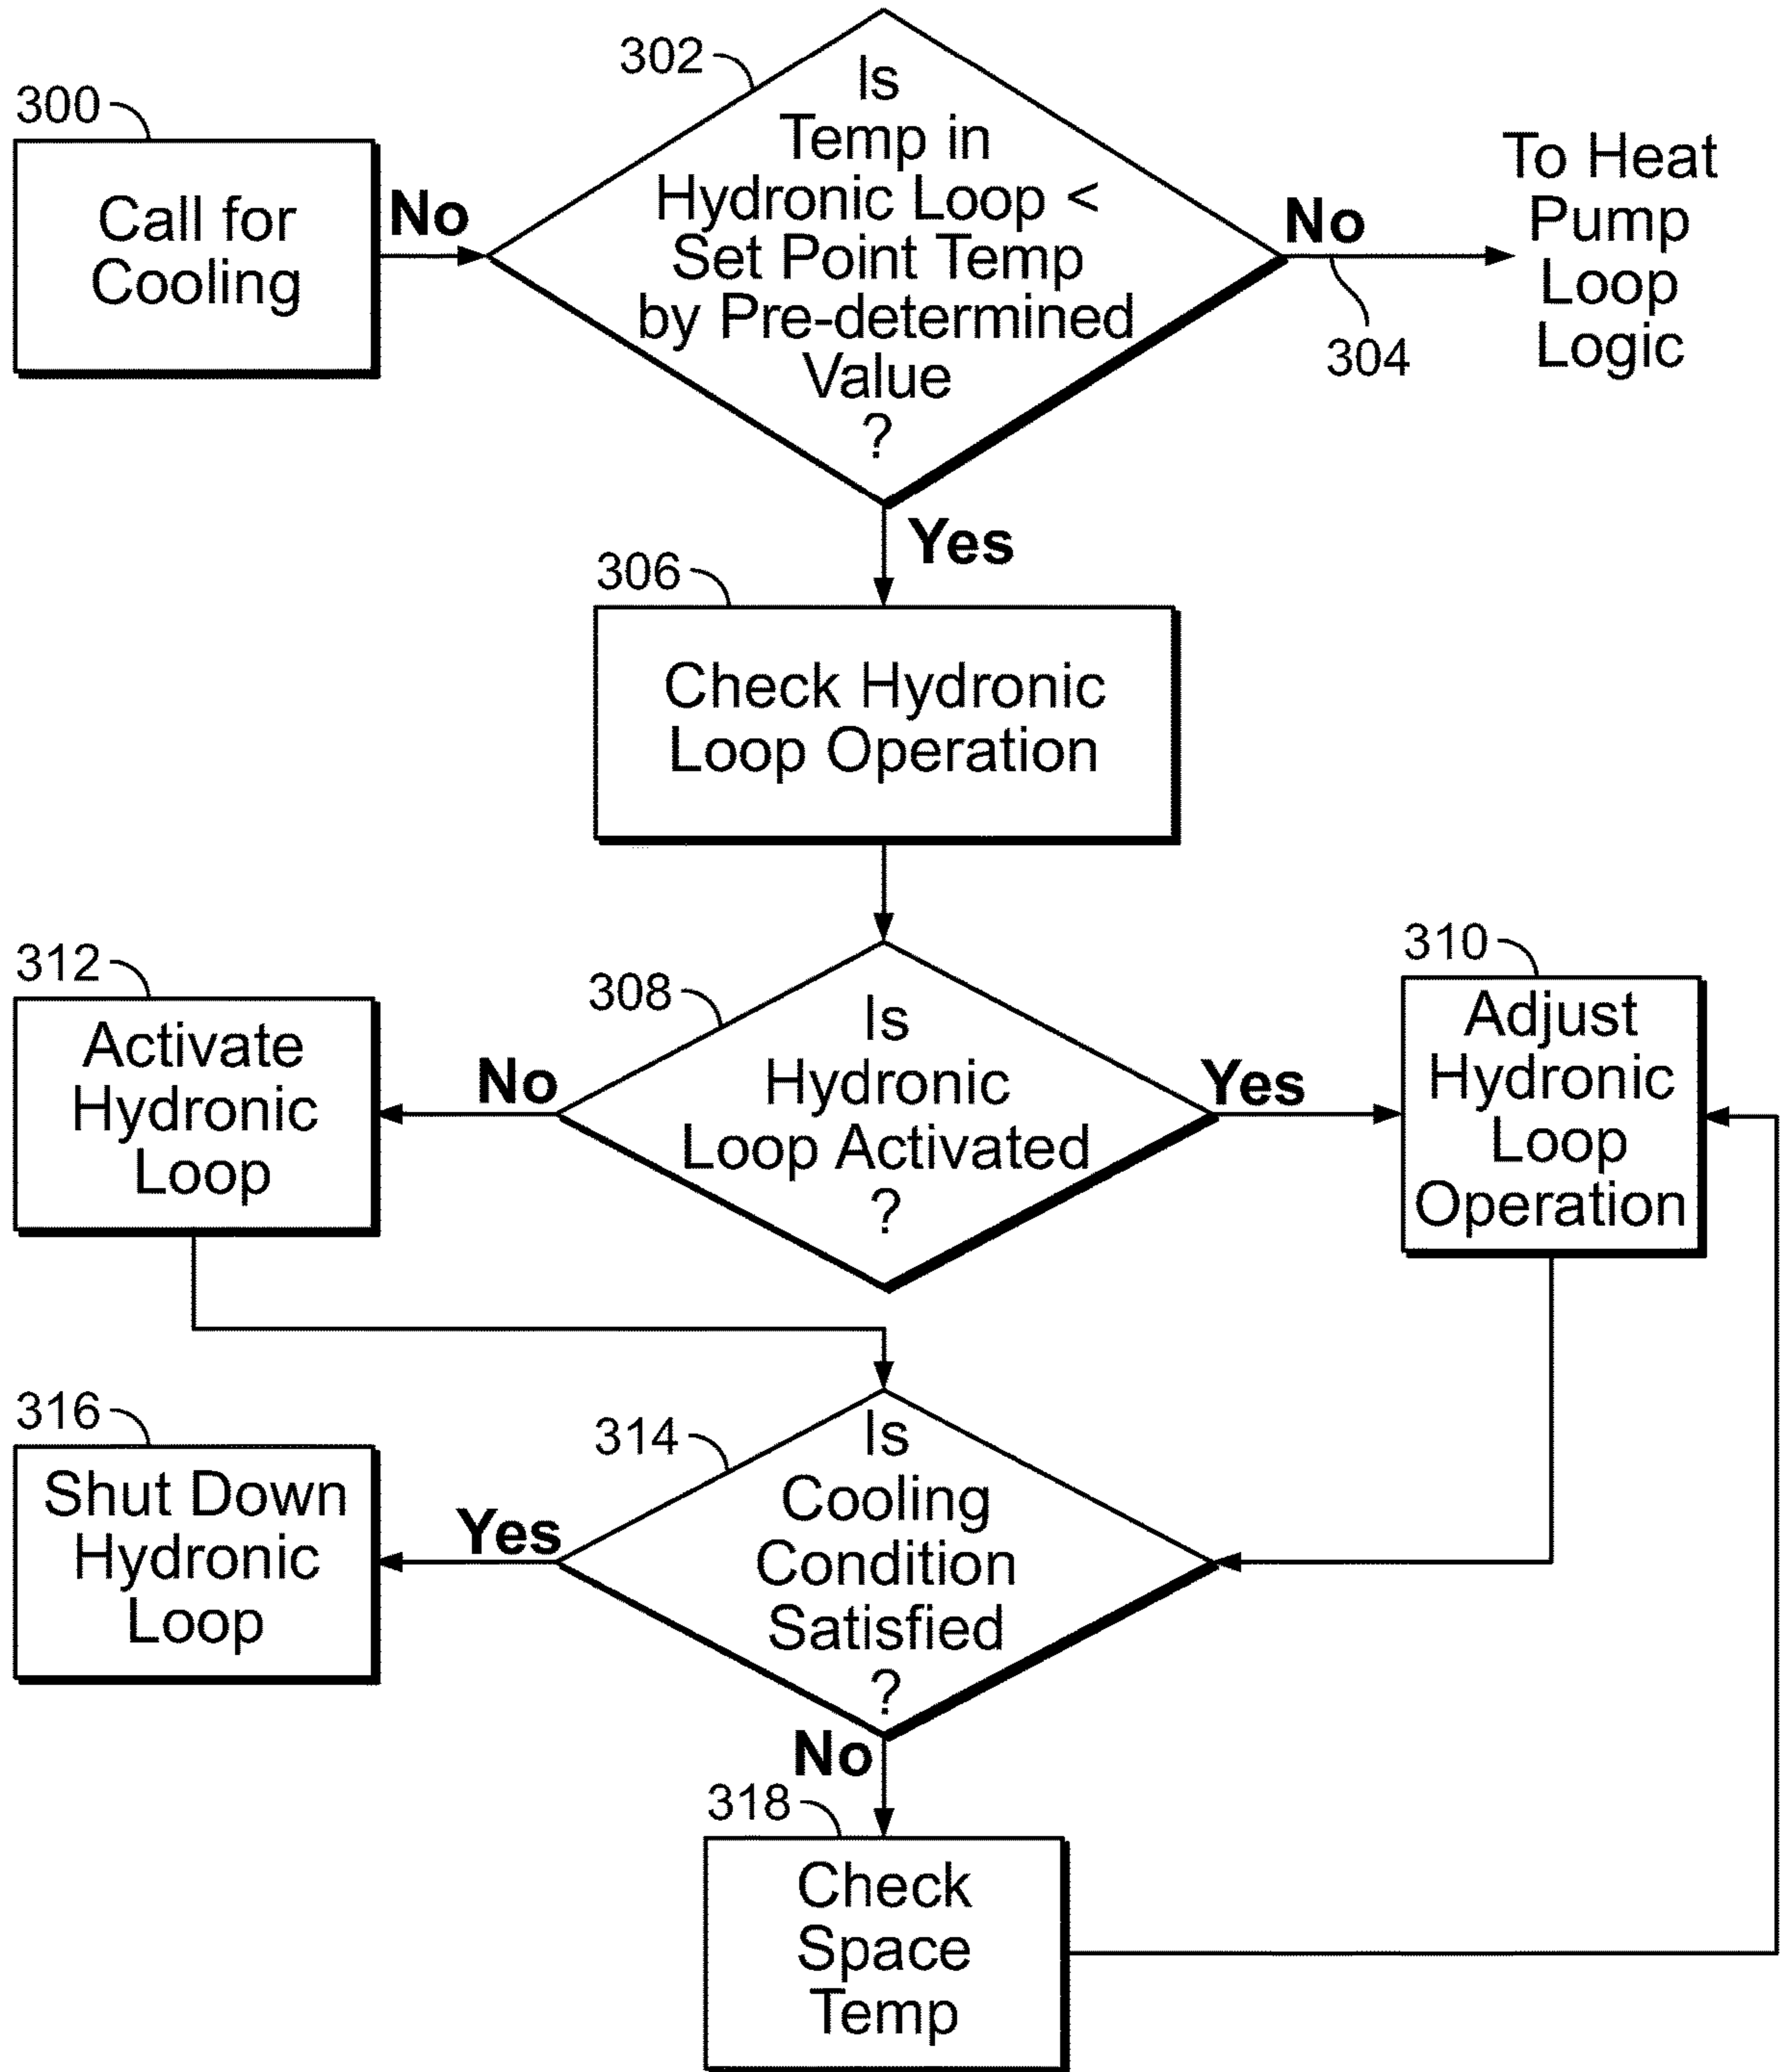 302
Is
Temp in
Hydronic Loop <
Set Point Temp
by Pre-determined
Value
?
300
Call for
Cooling
No
No
304
To Heat
Pump
Loop
Logic
Yes
306
Check Hydronic
Loop Operation
312
Activate
Hydronic
Loop
No
308
Is
Hydronic
Loop Activated
?
Yes
310
Adjust
Hydronic
Loop
Operation
316
Shut Down
Hydronic
Loop
Yes
314
Is
Cooling
Condition
Satisfied
?
No
318
Check
Space
Temp